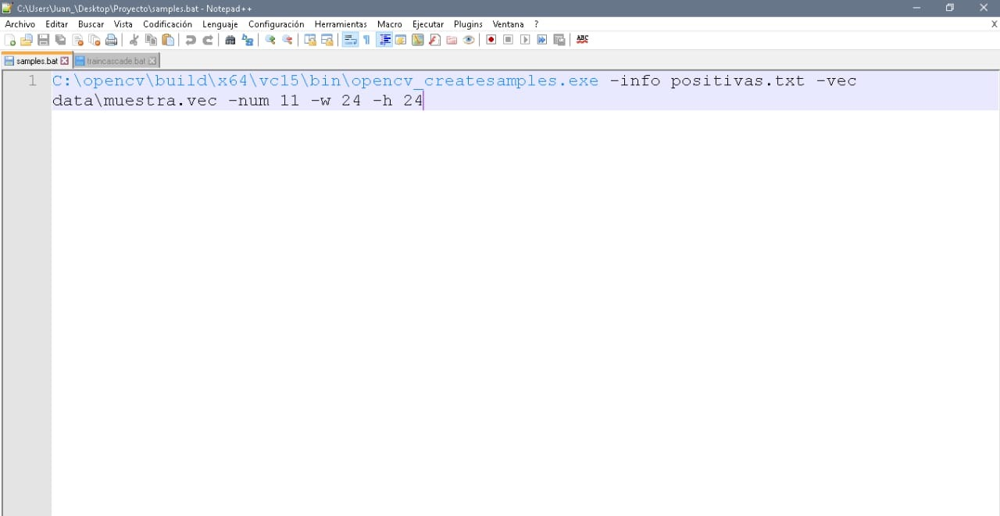 C:\Users\Juan_\Desktop\Proyecto\samples.bat - Notepad++
Archivo Editar Buscar Vista Codificación Lenguaje Configuración Herramientas Macro Ejecutar Plugins Ventana ? X
ABC
samples.bat traincascade.bat
1 C:\opencv\build\x64\vc15\bin\opencv_createsamples.exe -info positivas.txt -vec
data\muestra.vec -num 11 -w 24 -h 24